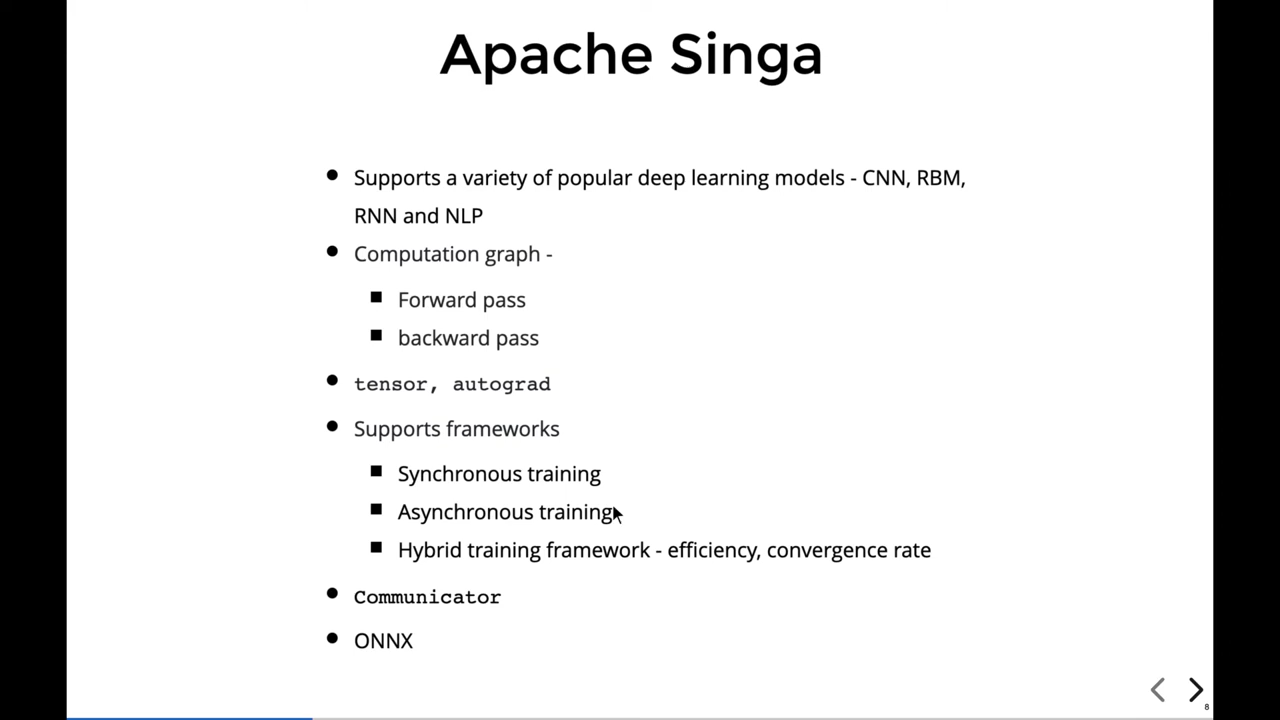 Apache Singa
Supports a variety of popular deep learning models - CNN, RBM,
RNN and NLP
Computation graph -
Forward pass
backward pass
tensor, autograd
Supports frameworks
Synchronous training
Asynchronous training
Hybrid training framework - efficiency, convergence rate
Communicator
ONNX
8